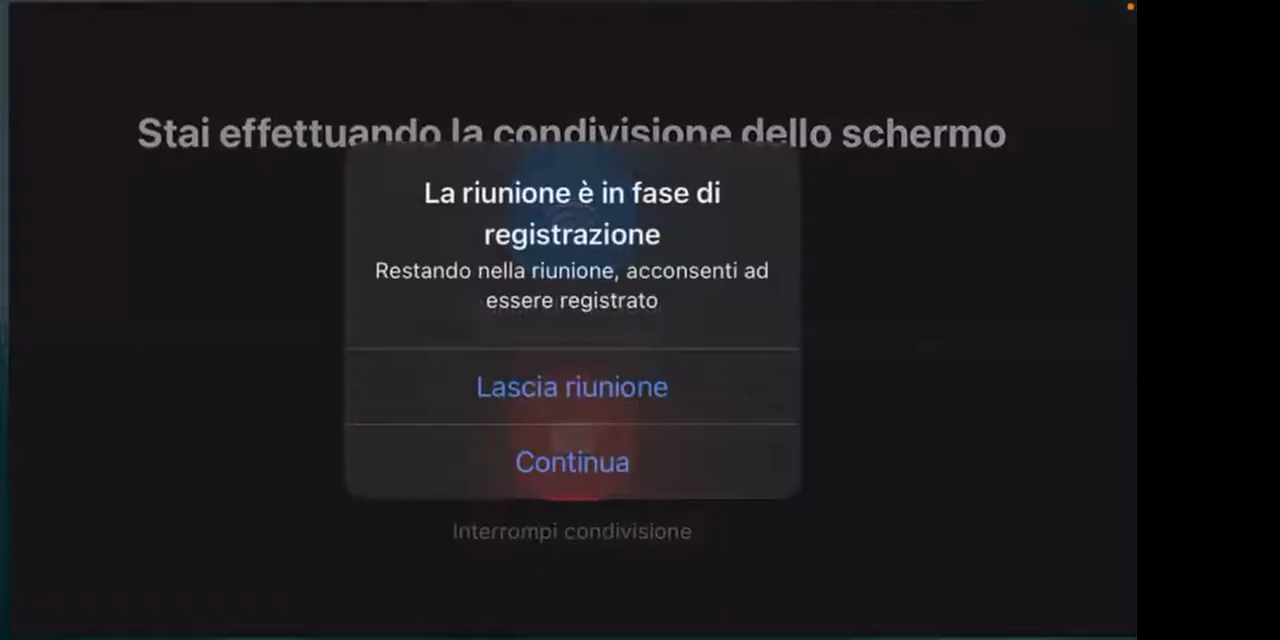 Stai effettuando la condivisione dello schermo
La riunione è in fase di
registrazione
Restando nella riunione, acconsenti ad
essere registrato
Lascia riunione
Continua
Interrompi condivisione